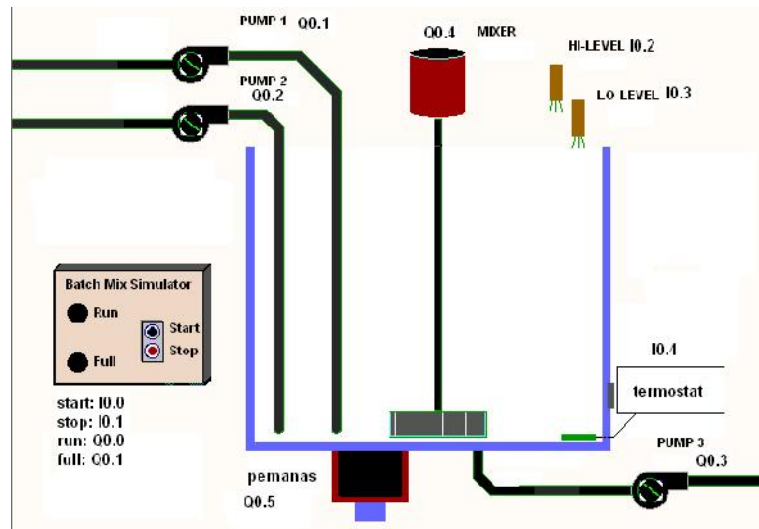 PUMP 1 Q0.1
Q0.4 MIXER
HI-LEVEL I0.2
PUMP 2
Q0.2
LO LEVEL I0.3
Batch Mix Simulator
Run
Start
Stop
Full
start: I0.0
stop: I0.1
run: Q0.0
full: Q0.1
I0.4
termostat
PUMP 3
Q0.3
pemanas
Q0.5